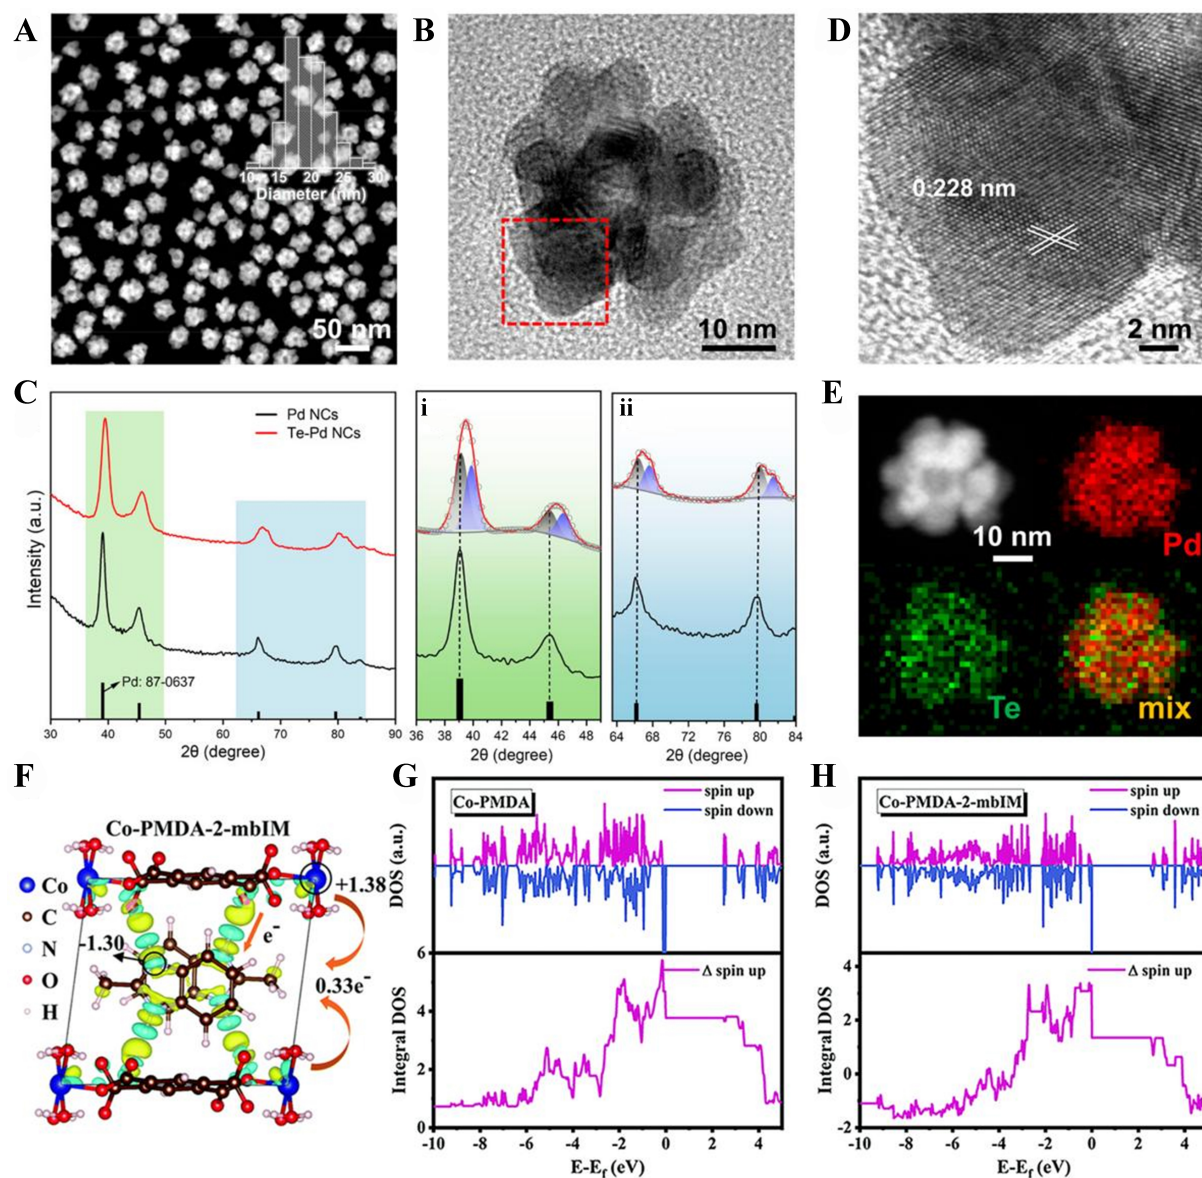 A
50 nm
10 15 20 25 30
Diameter (nm)
B
10 nm
D
0.228 nm
2 nm
C
Intensity (a.u.)
Pd NCs
Te-Pd NCs
Pd: 87-0637
30 40 50 60 70 80 90
2θ (degree)
i
36 38 40 42 44 46 48
2θ (degree)
ii
64 68 72 76 80 84
2θ (degree)
E
10 nm
Pd
Te
mix
F
Co-PMDA-2-mbIM
Co
C
N
O
H
+1.38
-1.30
e-
0.33e-
G
Co-PMDA
spin up
spin down
DOS (a.u.)
Δ spin up
Integral DOS
6
4
2
0
-10 -8 -6 -4 -2 0 2 4
E-Ef (eV)
H
Co-PMDA-2-mbIM
spin up
spin down
DOS (a.u.)
Δ spin up
Integral DOS
4
2
0
-2
-10 -8 -6 -4 -2 0 2 4
E-Ef (eV)